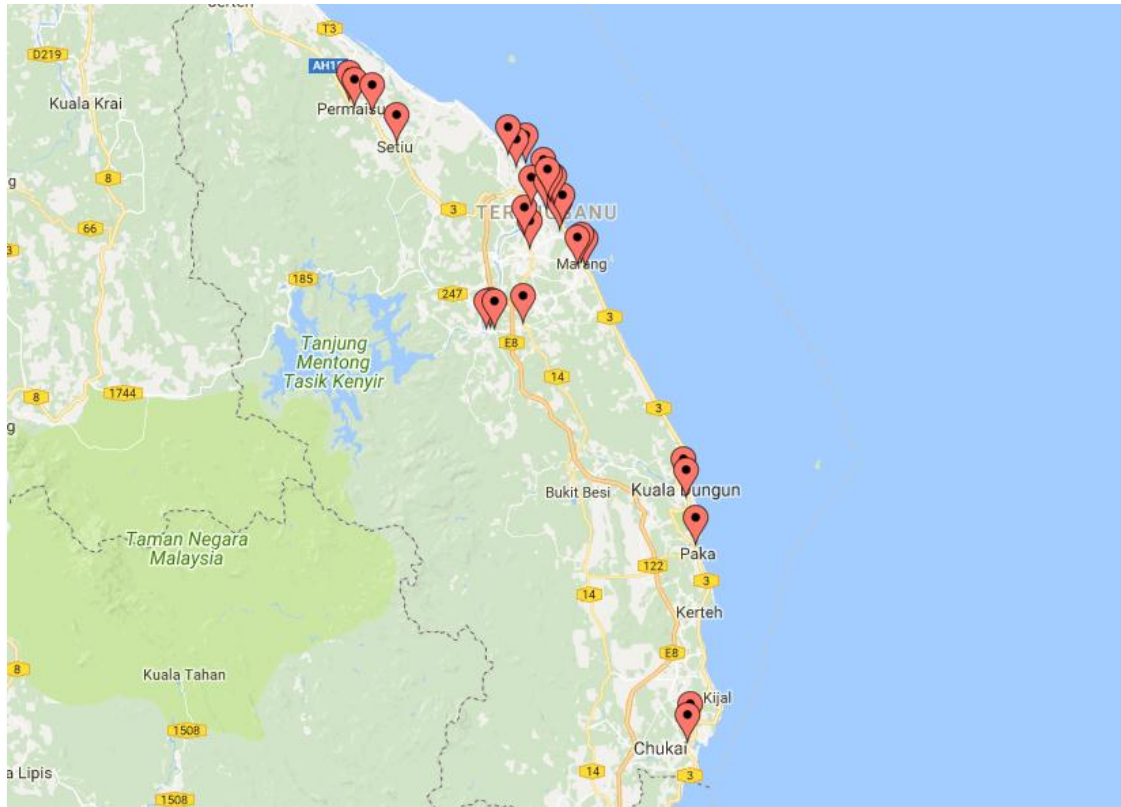 T3
D219
AH18
Kuala Krai
Permaisu
Setiu
8
3
66
TERENGGANU
Marang
185
247
3
E8
Tanjung
Mentong
Tasik Kenyir
14
8
1744
3
Bukit Besi
Kuala Dungun
Taman Negara
Malaysia
Paka
122
3
14
Kerteh
E8
8
Kuala Tahan
Kijal
1508
Chukai
14
3
a Lipis
1508